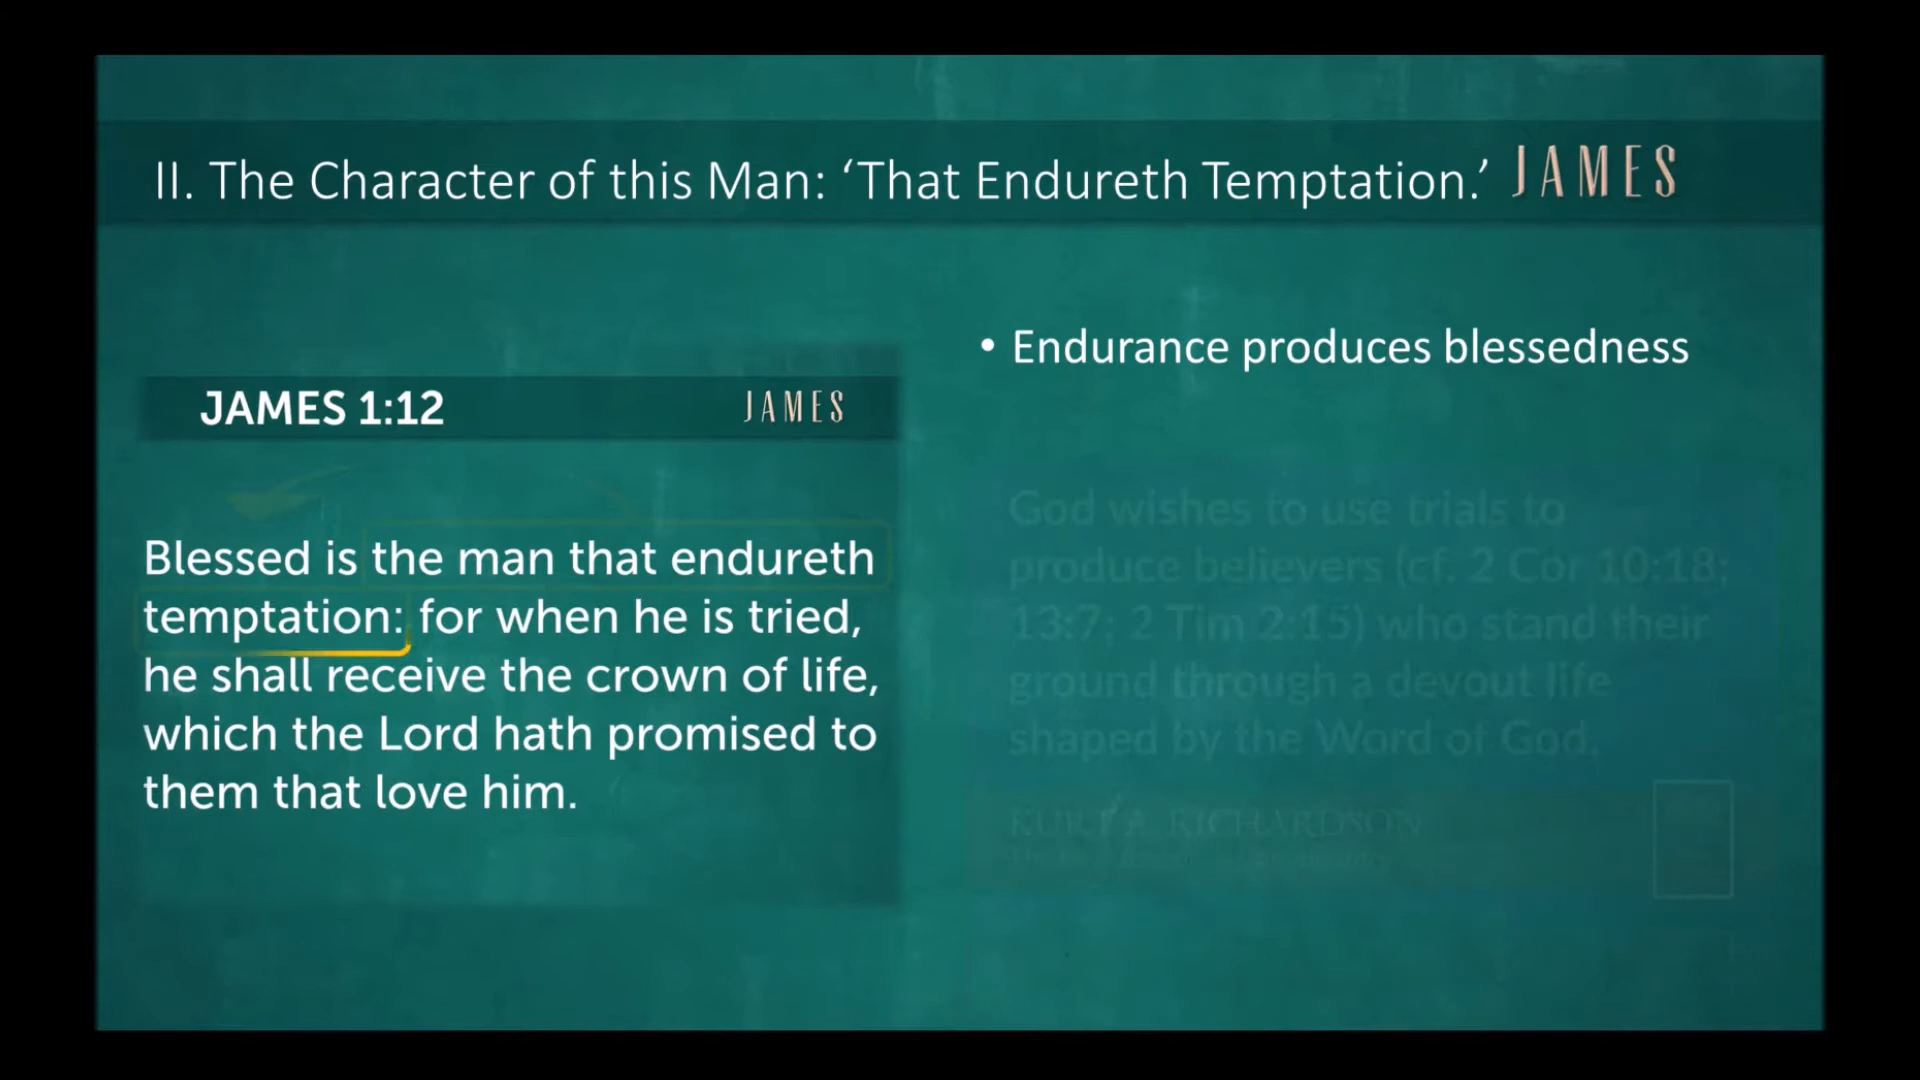 II. The Character of this Man: ‘That Endureth Temptation.’ JAMES
JAMES 1:12 JAMES
Blessed is the man that endureth
temptation: for when he is tried,
he shall receive the crown of life,
which the Lord hath promised to
them that love him.
• Endurance produces blessedness
God wishes to use trials to
produce believers (cf. 2 Cor 10:18;
13:7; 2 Tim 2:15) who stand their
ground through a devout life
shaped by the Word of God.
KURT A. RICHARDSON